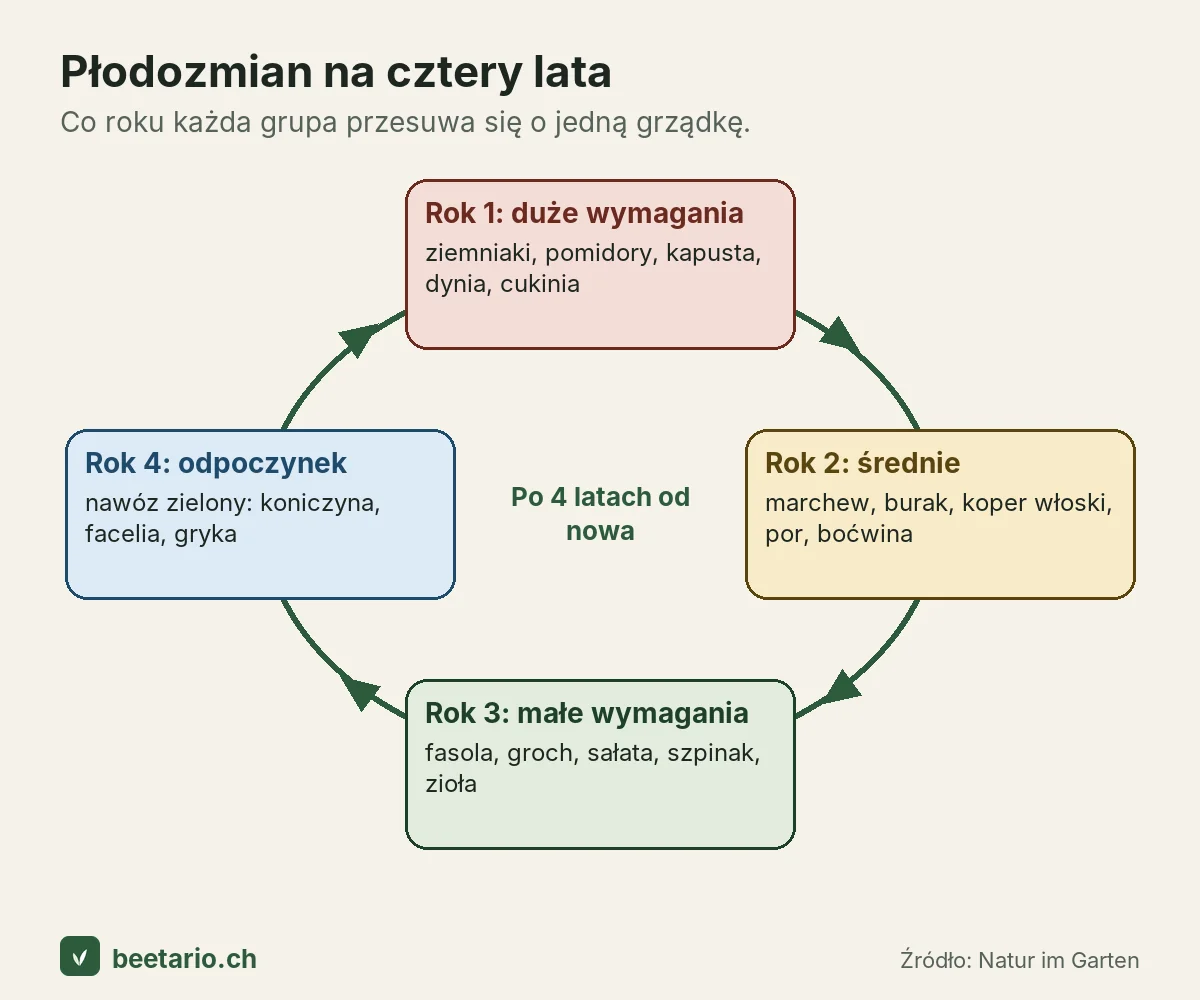 Płodozmian na cztery lata
Co roku każda grupa przesuwa się o jedną grządkę.
Rok 1: duże wymagania
ziemniaki, pomidory, kapusta,
dynia, cukinia
Rok 4: odpoczynek
nawóz zielony: koniczyna,
facelia, gryka
Po 4 latach od
nowa
Rok 2: średnie
marchew, burak, koper włoski,
por, boćwina
Rok 3: małe wymagania
fasola, groch, sałata, szpinak,
zioła
beetario.ch
Źródło: Natur im Garten